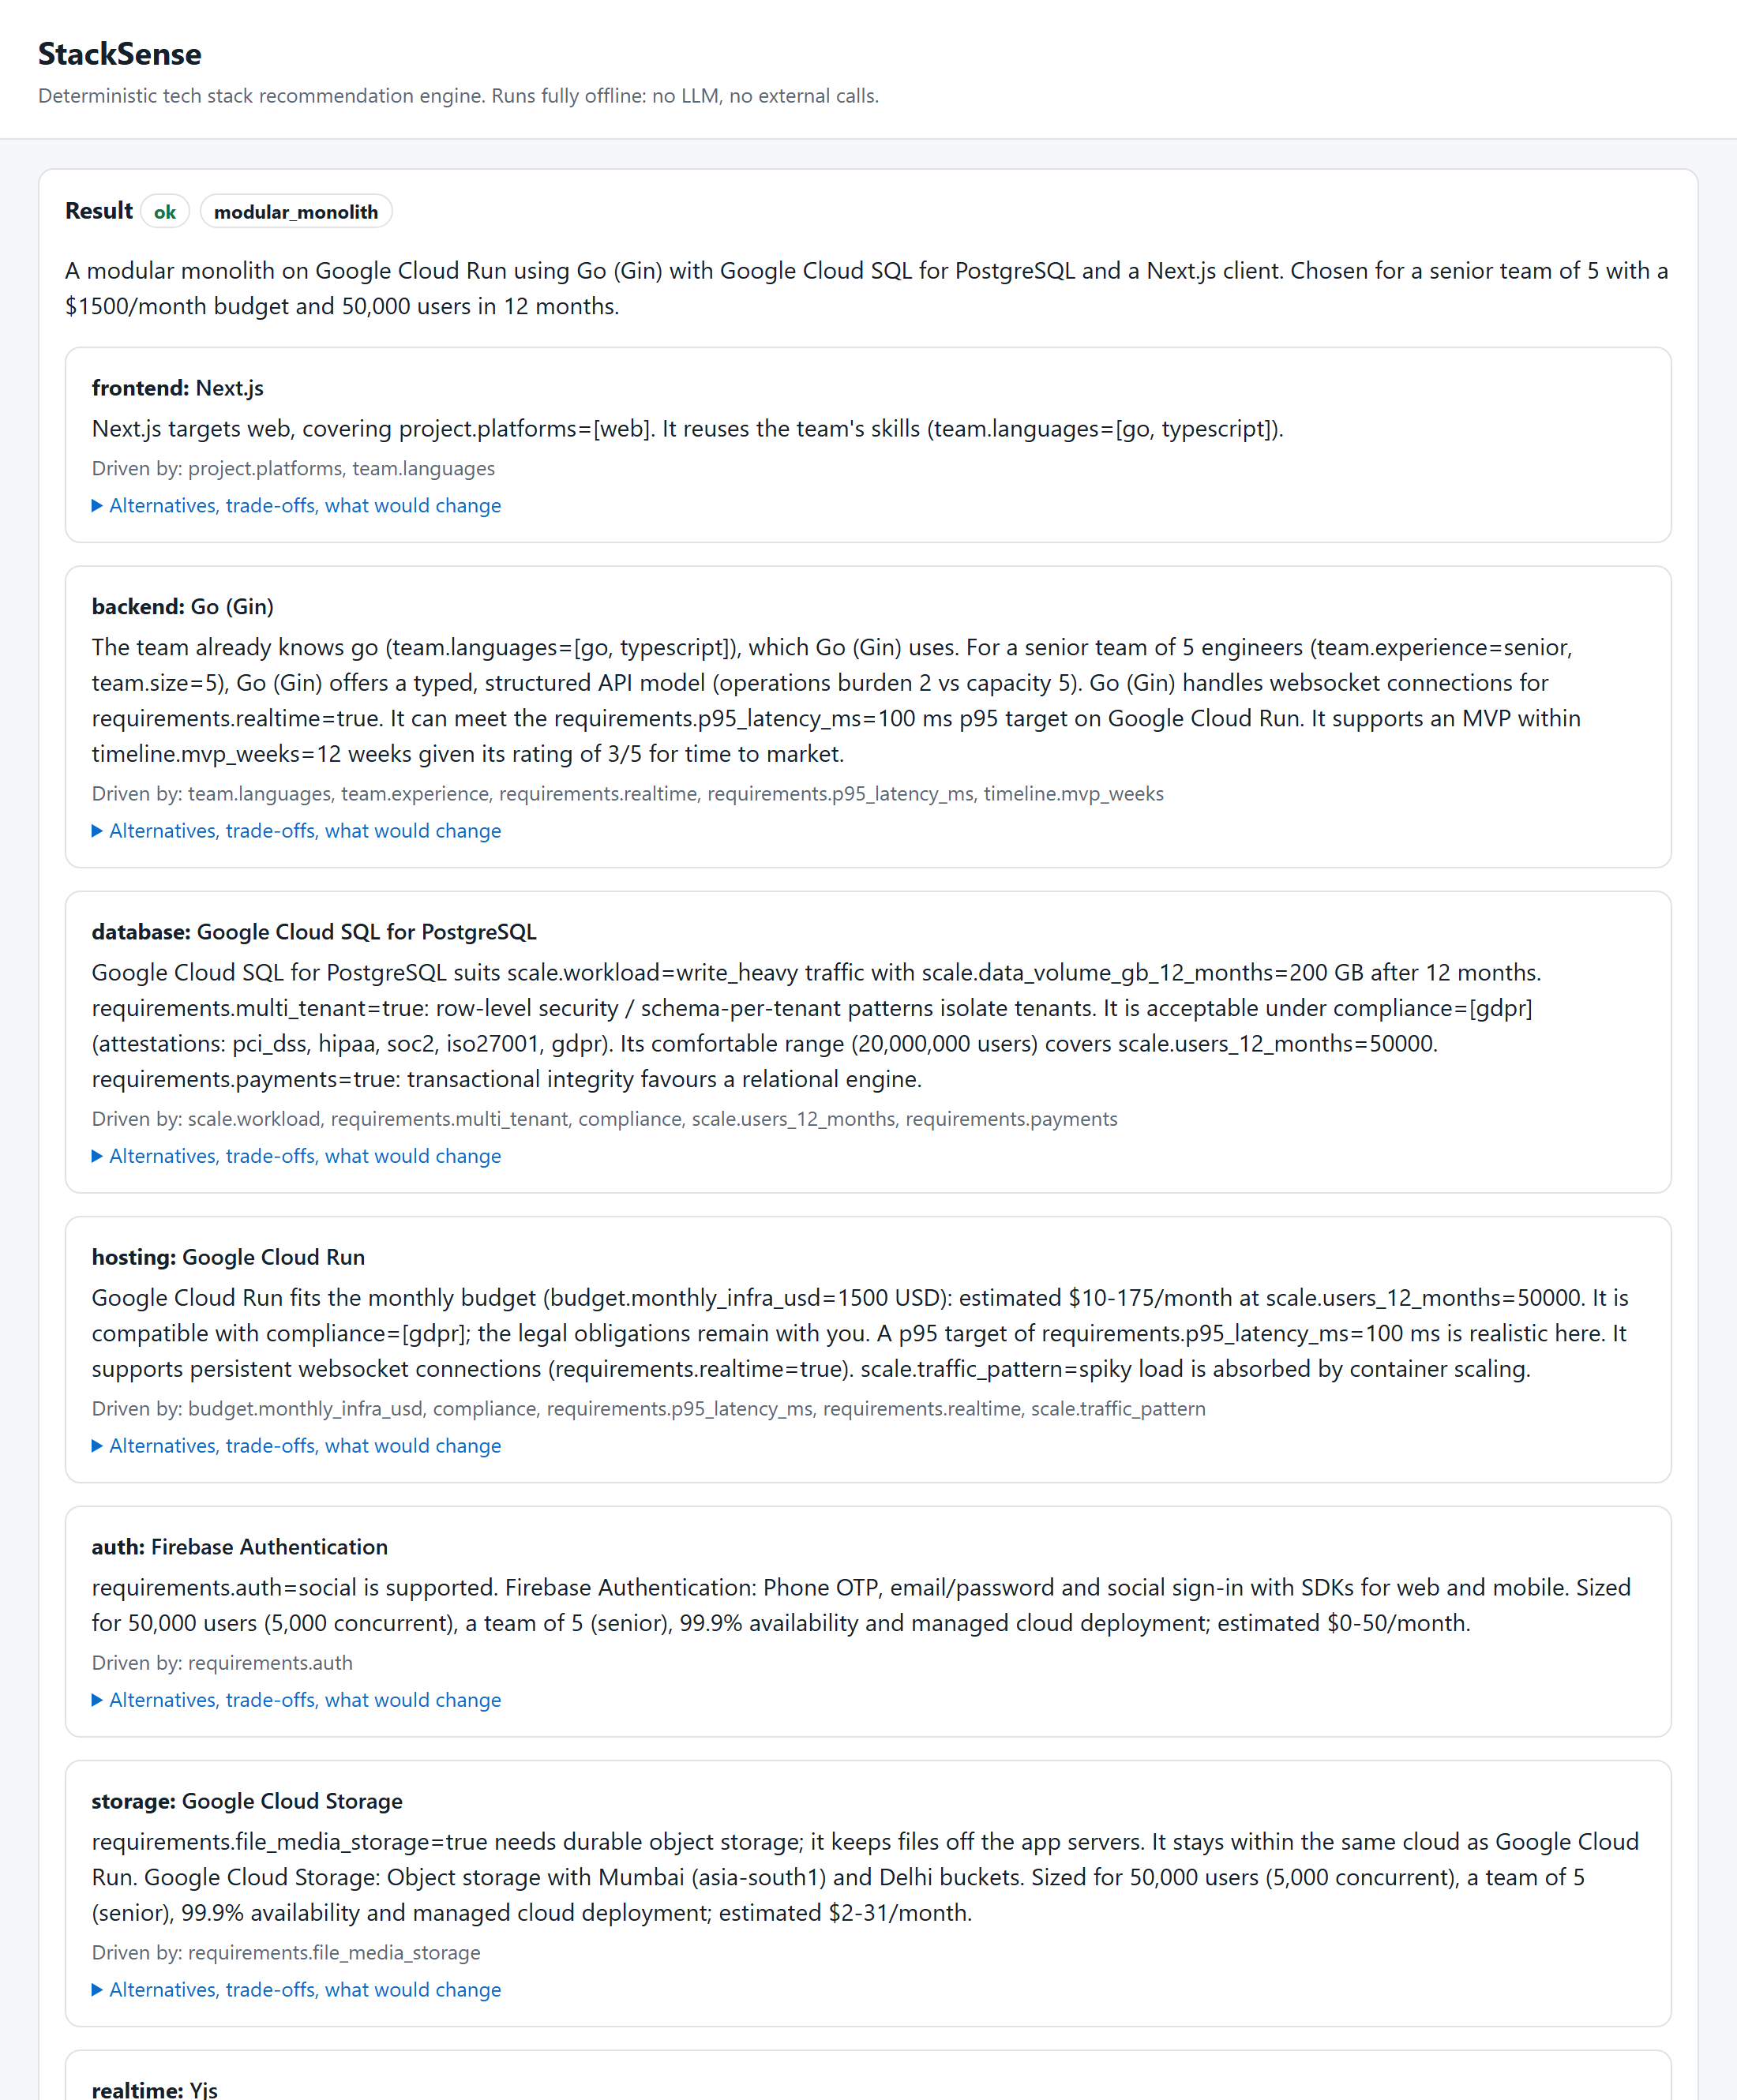 StackSense
Deterministic tech stack recommendation engine. Runs fully offline: no LLM, no external calls.
Result ok modular_monolith
A modular monolith on Google Cloud Run using Go (Gin) with Google Cloud SQL for PostgreSQL and a Next.js client. Chosen for a senior team of 5 with a
$1500/month budget and 50,000 users in 12 months.
frontend: Next.js
Next.js targets web, covering project.platforms=[web]. It reuses the team's skills (team.languages=[go, typescript]).
Driven by: project.platforms, team.languages
▶ Alternatives, trade-offs, what would change
backend: Go (Gin)
The team already knows go (team.languages=[go, typescript]), which Go (Gin) uses. For a senior team of 5 engineers (team.experience=senior,
team.size=5), Go (Gin) offers a typed, structured API model (operations burden 2 vs capacity 5). Go (Gin) handles websocket connections for
requirements.realtime=true. It can meet the requirements.p95_latency_ms=100 ms p95 target on Google Cloud Run. It supports an MVP within
timeline.mvp_weeks=12 weeks given its rating of 3/5 for time to market.
Driven by: team.languages, team.experience, requirements.realtime, requirements.p95_latency_ms, timeline.mvp_weeks
▶ Alternatives, trade-offs, what would change
database: Google Cloud SQL for PostgreSQL
Google Cloud SQL for PostgreSQL suits scale.workload=write_heavy traffic with scale.data_volume_gb_12_months=200 GB after 12 months.
requirements.multi_tenant=true: row-level security / schema-per-tenant patterns isolate tenants. It is acceptable under compliance=[gdpr]
(attestations: pci_dss, hipaa, soc2, iso27001, gdpr). Its comfortable range (20,000,000 users) covers scale.users_12_months=50000.
requirements.payments=true: transactional integrity favours a relational engine.
Driven by: scale.workload, requirements.multi_tenant, compliance, scale.users_12_months, requirements.payments
▶ Alternatives, trade-offs, what would change
hosting: Google Cloud Run
Google Cloud Run fits the monthly budget (budget.monthly_infra_usd=1500 USD): estimated $10-175/month at scale.users_12_months=50000. It is
compatible with compliance=[gdpr]; the legal obligations remain with you. A p95 target of requirements.p95_latency_ms=100 ms is realistic here. It
supports persistent websocket connections (requirements.realtime=true). scale.traffic_pattern=spiky load is absorbed by container scaling.
Driven by: budget.monthly_infra_usd, compliance, requirements.p95_latency_ms, requirements.realtime, scale.traffic_pattern
▶ Alternatives, trade-offs, what would change
auth: Firebase Authentication
requirements.auth=social is supported. Firebase Authentication: Phone OTP, email/password and social sign-in with SDKs for web and mobile. Sized
for 50,000 users (5,000 concurrent), a team of 5 (senior), 99.9% availability and managed cloud deployment; estimated $0-50/month.
Driven by: requirements.auth
▶ Alternatives, trade-offs, what would change
storage: Google Cloud Storage
requirements.file_media_storage=true needs durable object storage; it keeps files off the app servers. It stays within the same cloud as Google Cloud
Run. Google Cloud Storage: Object storage with Mumbai (asia-south1) and Delhi buckets. Sized for 50,000 users (5,000 concurrent), a team of 5
(senior), 99.9% availability and managed cloud deployment; estimated $2-31/month.
Driven by: requirements.file_media_storage
▶ Alternatives, trade-offs, what would change
realtime: Yjs